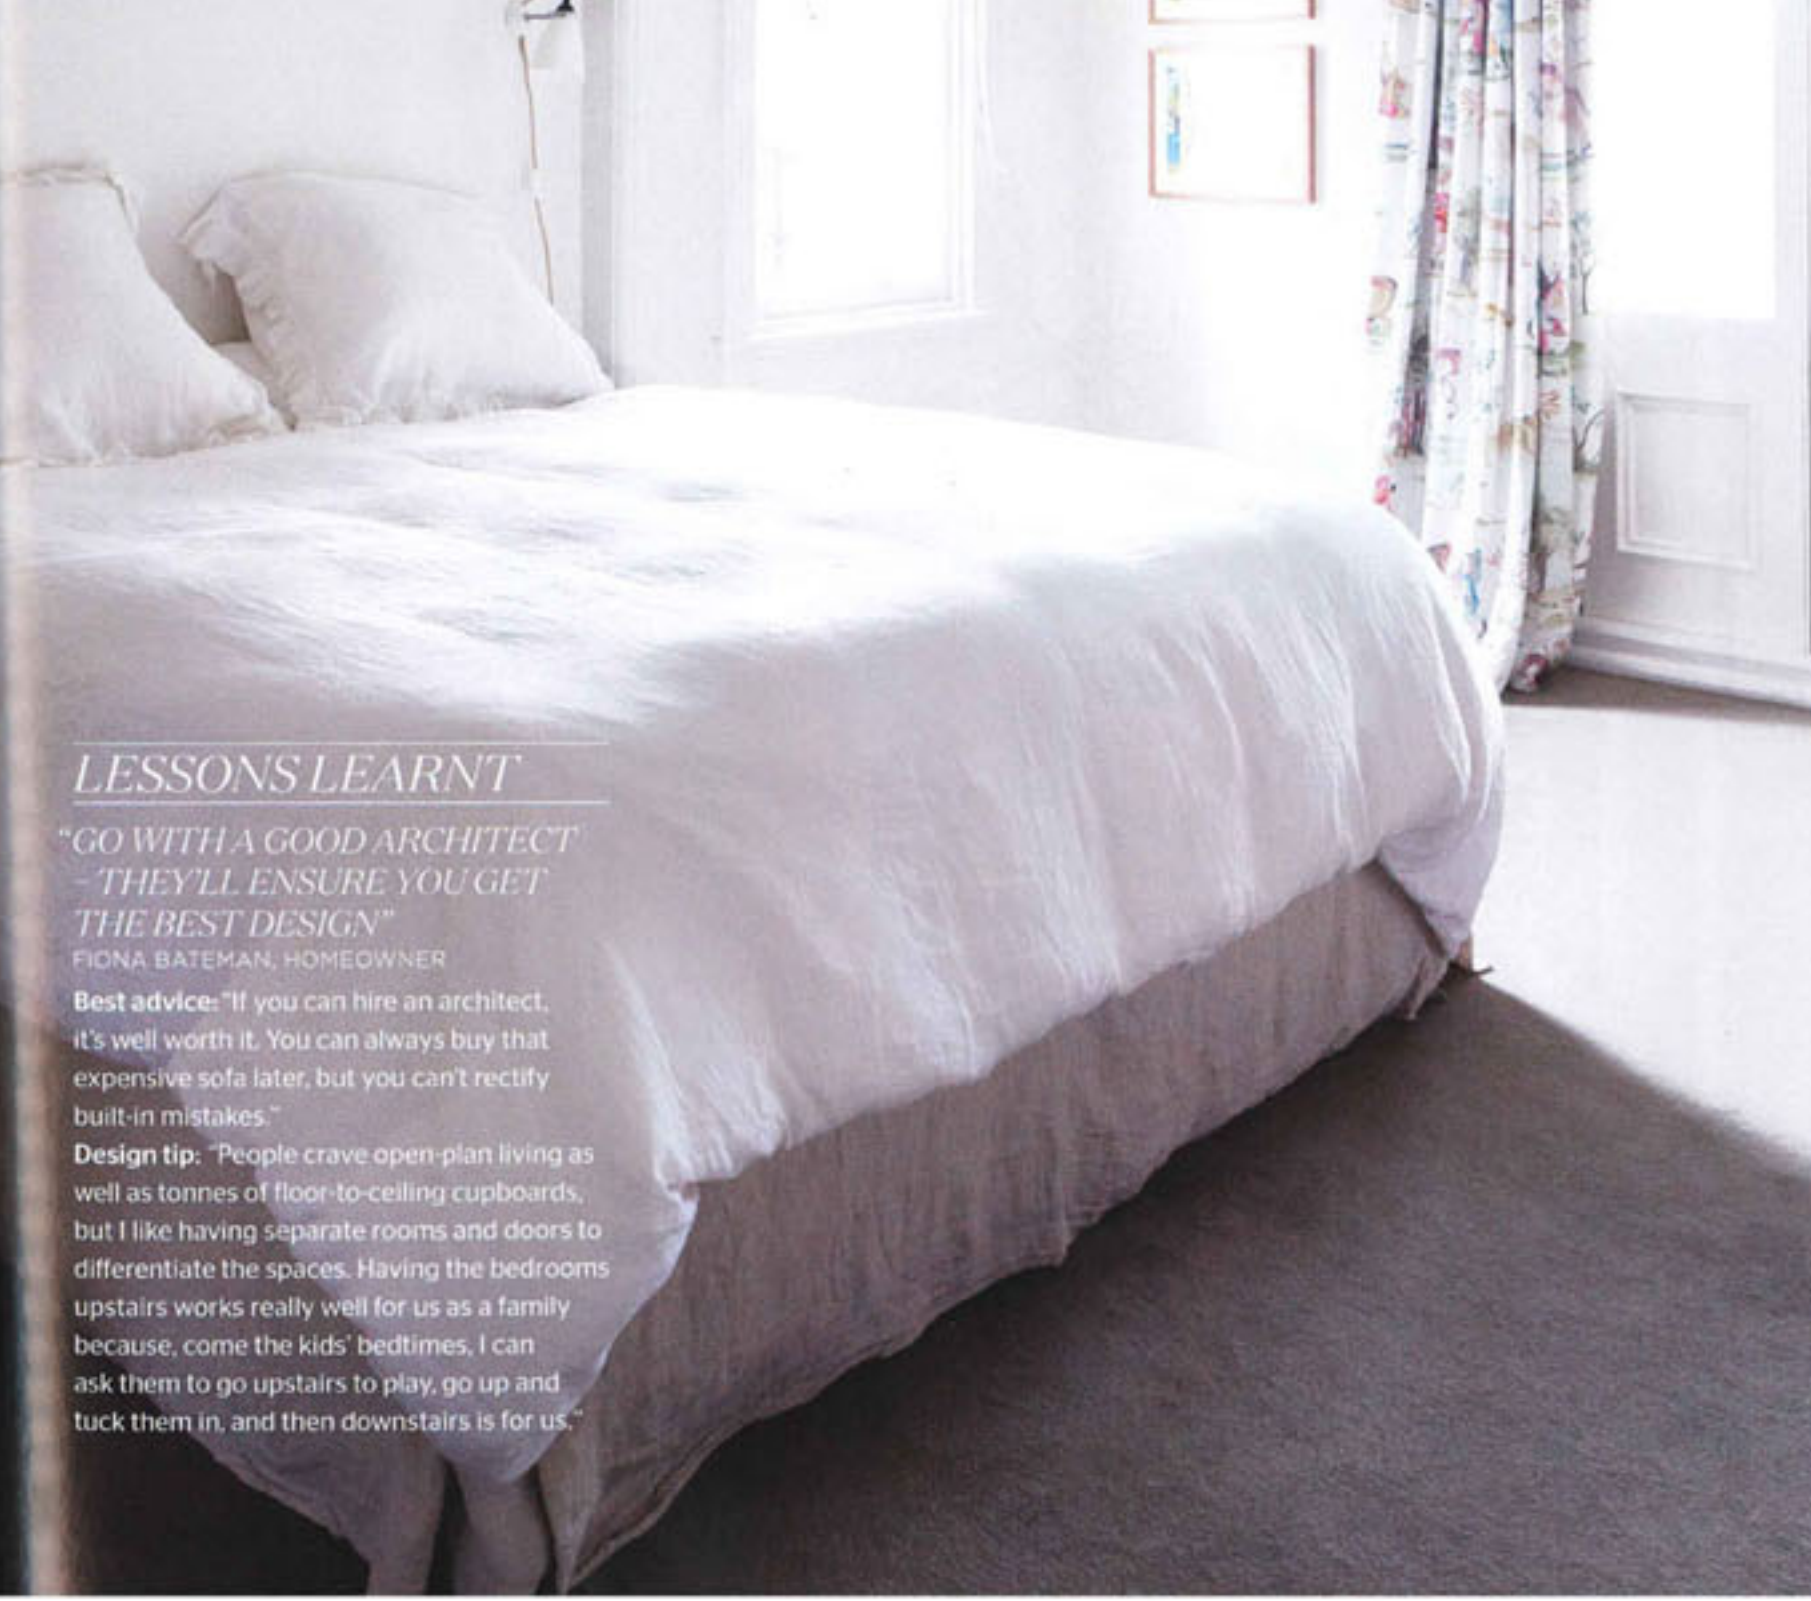 LESSONS LEARNT
“GO WITH A GOOD ARCHITECT
– THEY’LL ENSURE YOU GET
THE BEST DESIGN”
FIONA BATEMAN, HOMEOWNER
Best advice: “If you can hire an architect,
it’s well worth it. You can always buy that
expensive sofa later, but you can’t rectify
built-in mistakes.”
Design tip: “People crave open-plan living as
well as tonnes of floor-to-ceiling cupboards,
but I like having separate rooms and doors to
differentiate the spaces. Having the bedrooms
upstairs works really well for us as a family
because, come the kids’ bedtimes, I can
ask them to go upstairs to play, go up and
tuck them in, and then downstairs is for us.”